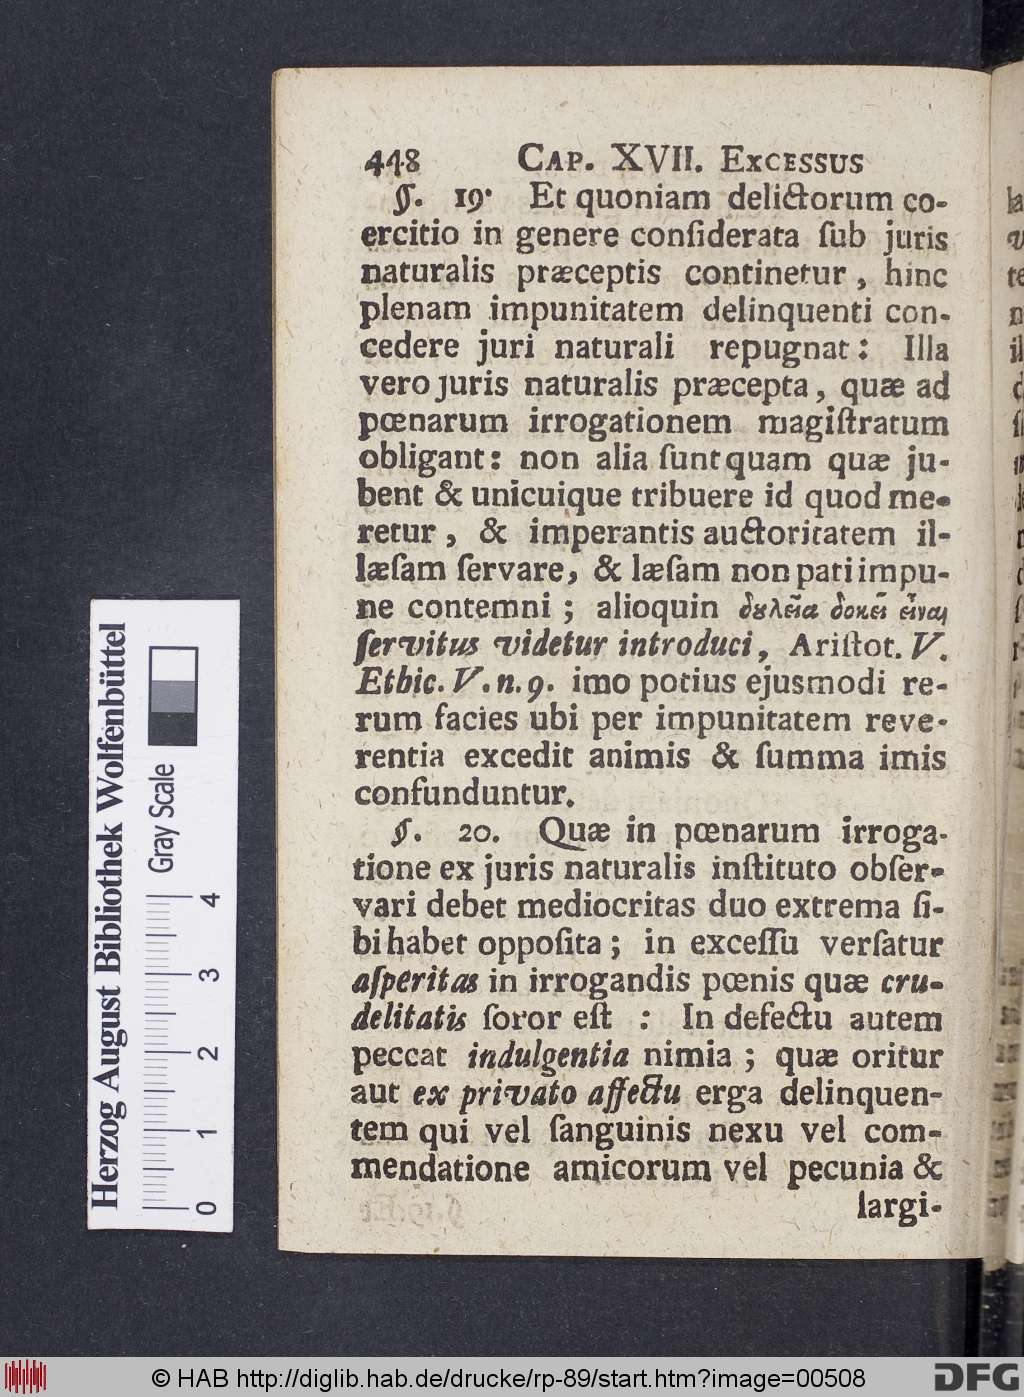 448 CAP. XVII. EXCESSUS
§. 19. Et quoniam delictorum co-
ercitio in genere conſiderata ſub juris
naturalis præceptis continetur, hinc
plenam impunitatem delinquenti con-
cedere juri naturali repugnat: Illa
vero juris naturalis præcepta, quæ ad
pœnarum irrogationem magiſtratum
obligant: non alia ſunt quam quæ ju-
bent & unicuique tribuere id quod me-
retur, & imperantis auctoritatem il-
læſam ſervare, & læſam non pati impu-
ne contemni; alioquin δȣλεία δοκεῖ εἶναι
ſervitus videtur introduci, Ariſtot. V.
Ethic. V. n. 9. imo potius ejusmodi re-
rum facies ubi per impunitatem reve-
rentia excedit animis & ſumma imis
confunduntur.
§. 20. Quæ in pœnarum irroga-
tione ex juris naturalis inſtituto obſer-
vari debet mediocritas duo extrema ſi-
bi habet oppoſita; in exceſſu verſatur
aſperitas in irrogandis pœnis quæ cru-
delitatis ſoror eſt : In defectu autem
peccat indulgentia nimia; quæ oritur
aut ex privato affectu erga delinquen-
tem qui vel ſanguinis nexu vel com-
mendatione amicorum vel pecunia &
largi-
Herzog August Bibliothek Wolfenbüttel
Gray Scale
0 1 2 3 4
© HAB http://diglib.hab.de/drucke/rp-89/start.htm?image=00508
DFG